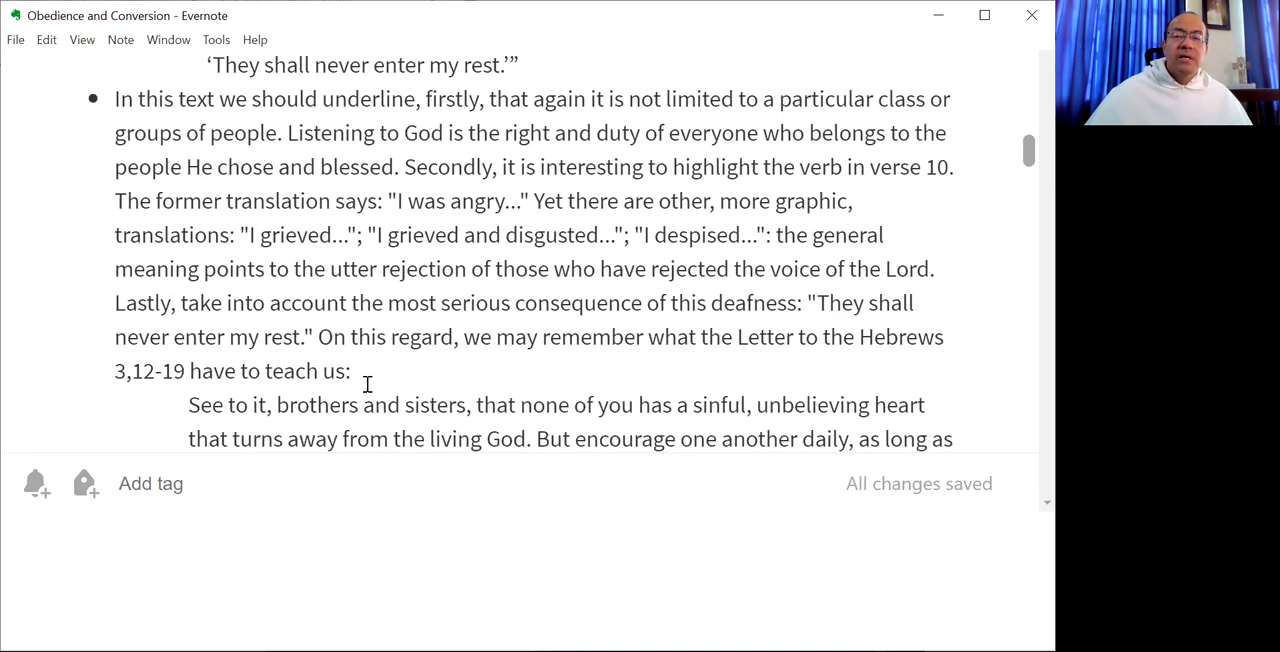 Obedience and Conversion - Evernote
File Edit View Note Window Tools Help
‘They shall never enter my rest.’”
In this text we should underline, firstly, that again it is not limited to a particular class or
groups of people. Listening to God is the right and duty of everyone who belongs to the
people He chose and blessed. Secondly, it is interesting to highlight the verb in verse 10.
The former translation says: "I was angry..." Yet there are other, more graphic,
translations: "I grieved..."; "I grieved and disgusted..."; "I despised...": the general
meaning points to the utter rejection of those who have rejected the voice of the Lord.
Lastly, take into account the most serious consequence of this deafness: "They shall
never enter my rest." On this regard, we may remember what the Letter to the Hebrews
3,12-19 have to teach us:
See to it, brothers and sisters, that none of you has a sinful, unbelieving heart
that turns away from the living God. But encourage one another daily, as long as
Add tag
All changes saved